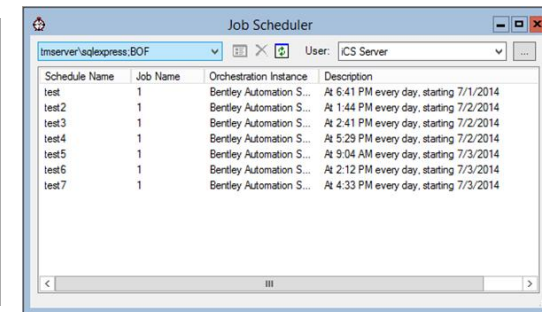 Job Scheduler
tmserver\sqlexpress;BOF User: iCS Server ...
Schedule Name Job Name Orchestration Instance Description
test 1 Bentley Automation S... At 6:41 PM every day, starting 7/1/2014
test2 1 Bentley Automation S... At 1:44 PM every day, starting 7/2/2014
test3 1 Bentley Automation S... At 2:41 PM every day, starting 7/2/2014
test4 1 Bentley Automation S... At 5:29 PM every day, starting 7/2/2014
test5 1 Bentley Automation S... At 9:04 AM every day, starting 7/3/2014
test6 1 Bentley Automation S... At 2:12 PM every day, starting 7/3/2014
test7 1 Bentley Automation S... At 4:33 PM every day, starting 7/3/2014